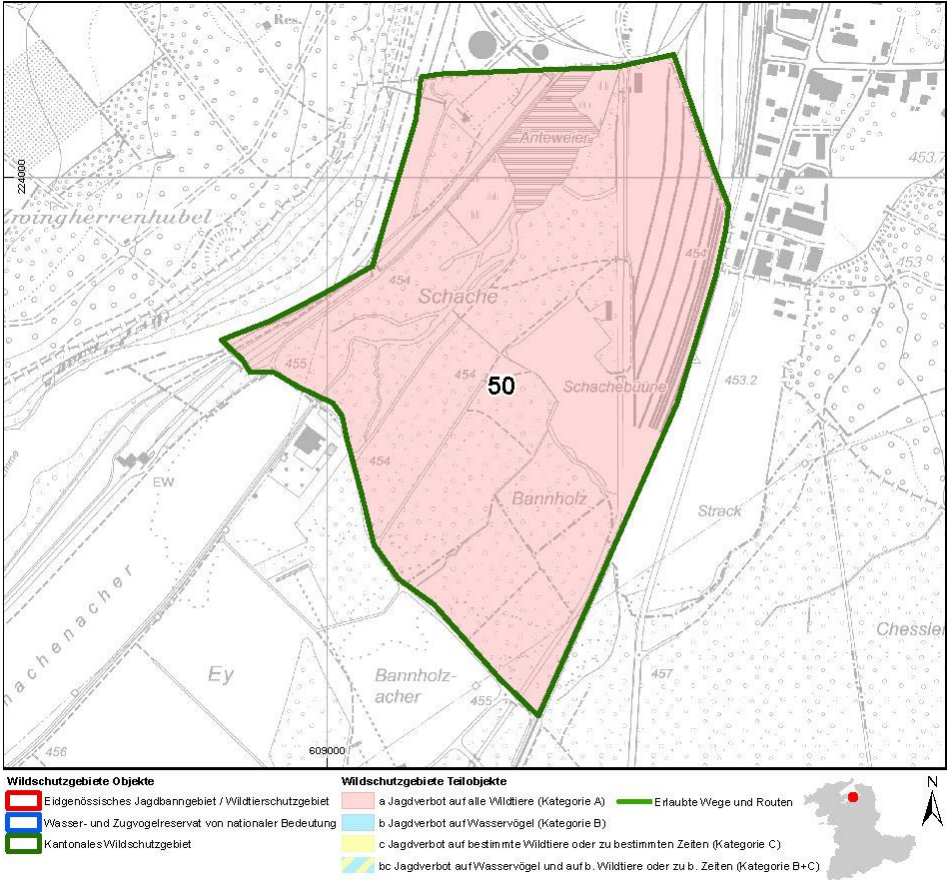 Res.
Anteweier
453.2
224000
Zwingherrenhubel
453
454
454
Schache
455
454
50
Schachebüüne
453.2
454
EW
Bannholz
Strack
Chessler
Ey
Bannholz-
acher
457
455
456
609000
Wildschutzgebiete Objekte
Eidgenössisches Jagdbanngebiet / Wildtierschutzgebiet
Wasser- und Zugvogelreservat von nationaler Bedeutung
Kantonales Wildschutzgebiet
Wildschutzgebiete Teilobjekte
a Jagdverbot auf alle Wildtiere (Kategorie A)
Erlaubte Wege und Routen
b Jagdverbot auf Wasservögel (Kategorie B)
c Jagdverbot auf bestimmte Wildtiere oder zu bestimmten Zeiten (Kategorie C)
bc Jagdverbot auf Wasservögel und auf b. Wildtiere oder zu b. Zeiten (Kategorie B+C)
N